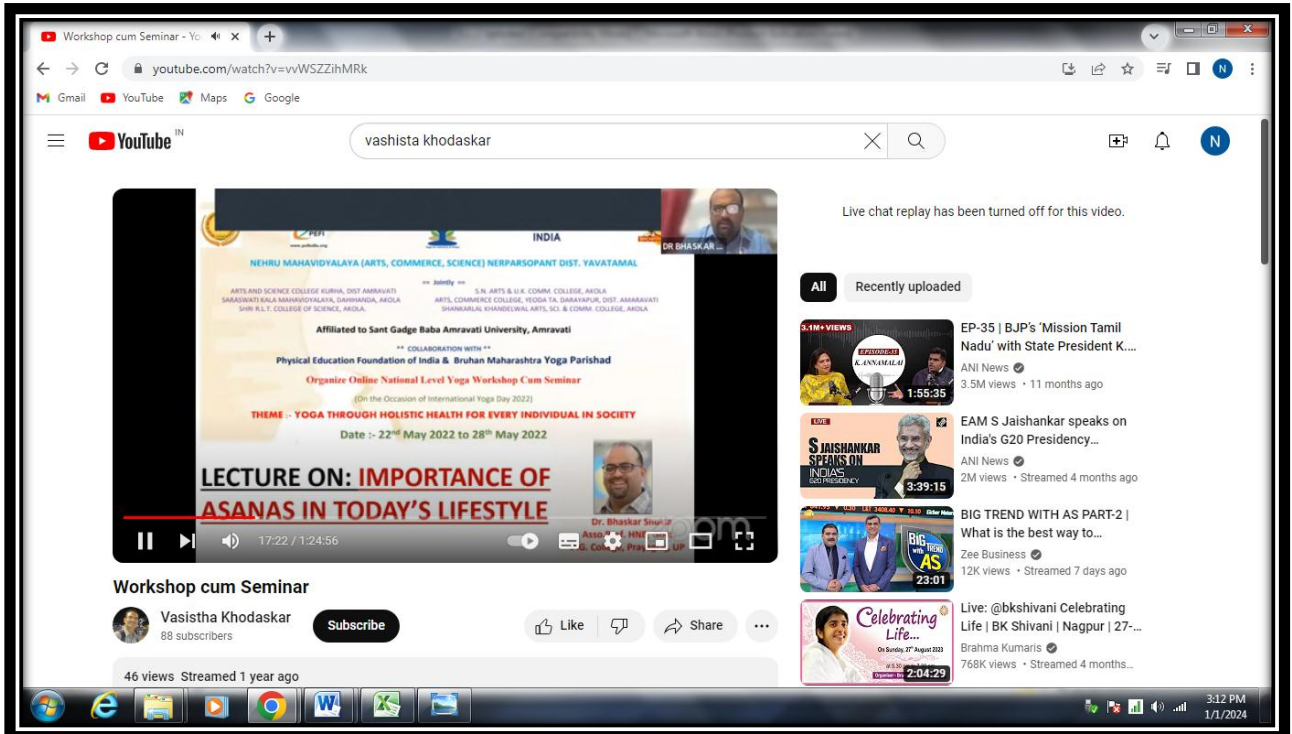 Workshop cum Seminar - Yo
youtube.com/watch?v=vvWSZZihMRk
Gmail YouTube Maps Google
YouTube IN
vashista khodaskar
N
PEFI
www.pefindia.org
INDIA
DR BHASKAR ...
NEHRU MAHAVIDYALAYA (ARTS, COMMERCE, SCIENCE) NERPARSOPANT DIST. YAVATAMAL
== Jointly ==
ARTS AND SCIENCE COLLEGE KURHA, DIST AMRAVATI S.N. ARTS & U.K. COMM. COLLEGE, AKOLA
SARASWATI KALA MAHAVIDYALAYA, DAHIHANDA, AKOLA ARTS, COMMERCE COLLEGE, YEODA TA. DARAYAPUR, DIST. AMARAVATI
SHRI R.L.T. COLLEGE OF SCIENCE, AKOLA. SHANKARLAL KHANDELWAL ARTS, SCI. & COMM. COLLEGE, AKOLA
Affiliated to Sant Gadge Baba Amravati University, Amravati
** COLLABORATION WITH **
Physical Education Foundation of India & Bruhan Maharashtra Yoga Parishad
Organize Online National Level Yoga Workshop Cum Seminar
(On the Occasion of International Yoga Day 2022)
THEME :- YOGA THROUGH HOLISTIC HEALTH FOR EVERY INDIVIDUAL IN SOCIETY
Date :- 22nd May 2022 to 28th May 2022
LECTURE ON: IMPORTANCE OF
ASANAS IN TODAY'S LIFESTYLE
Dr. Bhaskar Shukla
zoom
17:22 / 1:24:56
Workshop cum Seminar
Vasistha Khodaskar
88 subscribers
Subscribe
Like
Share
46 views Streamed 1 year ago
Live chat replay has been turned off for this video.
All Recently uploaded
3.1M+ VIEWS
EPISODE-35
K.ANNAMALAI
1:55:35
EP-35 | BJP's 'Mission Tamil
Nadu' with State President K....
ANI News
3.5M views • 11 months ago
LIVE
S JAISHANKAR
SPEAKS ON
INDIA'S
G20 PRESIDENCY
3:39:15
EAM S Jaishankar speaks on
India's G20 Presidency...
ANI News
2M views • Streamed 4 months ago
BIG
TREND
with
AS
23:01
BIG TREND WITH AS PART-2 |
What is the best way to...
Zee Business
12K views • Streamed 7 days ago
Celebrating
Life...
On Sunday, 27th August 2023
2:04:29
Live: @bkshivani Celebrating
Life | BK Shivani | Nagpur | 27-...
Brahma Kumaris
768K views • Streamed 4 months...
3:12 PM
1/1/2024